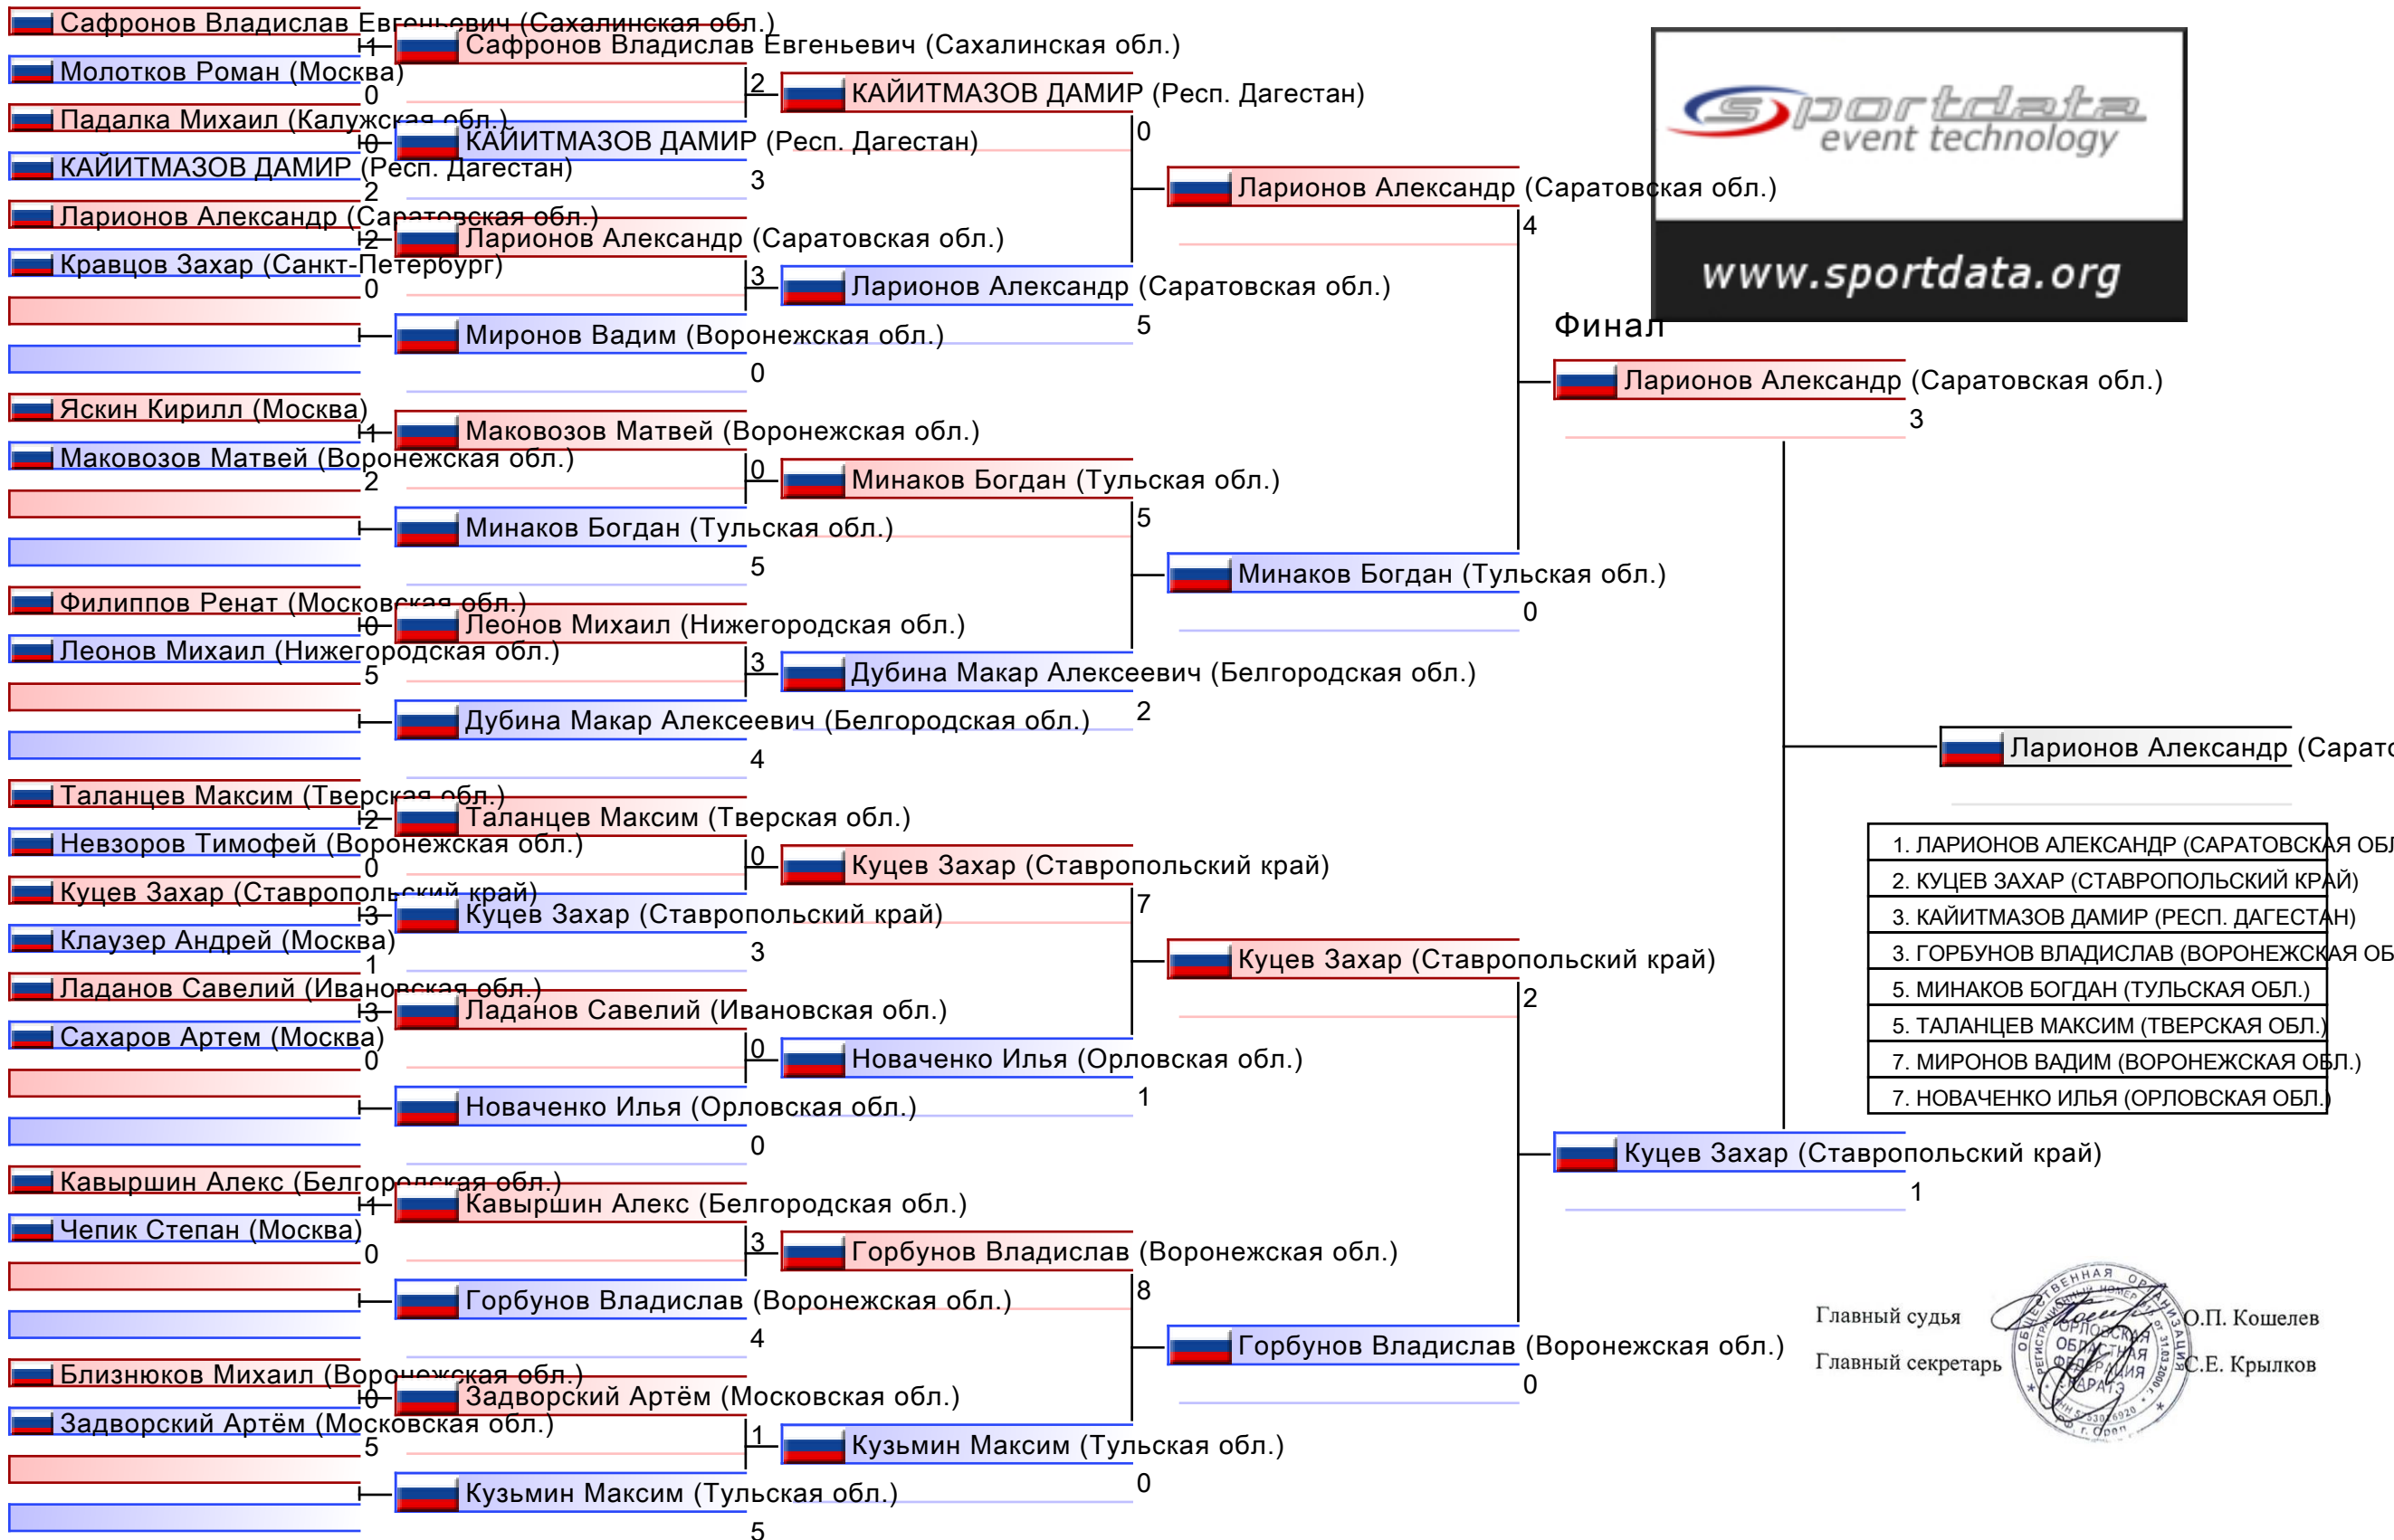 Сафронов Владислав Евгеньевич (Сахалинская обл.)
1
Молотков Роман (Москва)
0
Падалка Михаил (Калужская обл.)
0
КАЙИТМАЗОВ ДАМИР (Респ. Дагестан)
2
Ларионов Александр (Саратовская обл.)
2
Кравцов Захар (Санкт-Петербург)
0
Яскин Кирилл (Москва)
1
Маковозов Матвей (Воронежская обл.)
2
Филиппов Ренат (Московская обл.)
0
Леонов Михаил (Нижегородская обл.)
5
Таланцев Максим (Тверская обл.)
2
Невзоров Тимофей (Воронежская обл.)
0
Куцев Захар (Ставропольский край)
3
Клаузер Андрей (Москва)
1
Ладанов Савелий (Ивановская обл.)
3
Сахаров Артем (Москва)
0
Кавыршин Алекс (Белгородская обл.)
1
Чепик Степан (Москва)
0
Близнюков Михаил (Воронежская обл.)
0
Задворский Артём (Московская обл.)
5
Сафронов Владислав Евгеньевич (Сахалинская обл.)
2
КАЙИТМАЗОВ ДАМИР (Респ. Дагестан)
3
Ларионов Александр (Саратовская обл.)
3
Миронов Вадим (Воронежская обл.)
0
Маковозов Матвей (Воронежская обл.)
0
Минаков Богдан (Тульская обл.)
5
Леонов Михаил (Нижегородская обл.)
3
Дубина Макар Алексеевич (Белгородская обл.)
4
Таланцев Максим (Тверская обл.)
0
Куцев Захар (Ставропольский край)
3
Ладанов Савелий (Ивановская обл.)
0
Новаченко Илья (Орловская обл.)
0
Кавыршин Алекс (Белгородская обл.)
3
Горбунов Владислав (Воронежская обл.)
4
Задворский Артём (Московская обл.)
1
Кузьмин Максим (Тульская обл.)
5
КАЙИТМАЗОВ ДАМИР (Респ. Дагестан)
0
Ларионов Александр (Саратовская обл.)
5
Минаков Богдан (Тульская обл.)
5
Дубина Макар Алексеевич (Белгородская обл.)
2
Куцев Захар (Ставропольский край)
7
Новаченко Илья (Орловская обл.)
1
Горбунов Владислав (Воронежская обл.)
8
Кузьмин Максим (Тульская обл.)
0
Ларионов Александр (Саратовская обл.)
4
Минаков Богдан (Тульская обл.)
0
Куцев Захар (Ставропольский край)
2
Горбунов Владислав (Воронежская обл.)
0
sportdata
event technology
www.sportdata.org
Финал
Ларионов Александр (Саратовская обл.)
3
Куцев Захар (Ставропольский край)
1
Ларионов Александр (Сарато
1. ЛАРИОНОВ АЛЕКСАНДР (САРАТОВСКАЯ ОБЛ
2. КУЦЕВ ЗАХАР (СТАВРОПОЛЬСКИЙ КРАЙ)
3. КАЙИТМАЗОВ ДАМИР (РЕСП. ДАГЕСТАН)
3. ГОРБУНОВ ВЛАДИСЛАВ (ВОРОНЕЖСКАЯ ОБ
5. МИНАКОВ БОГДАН (ТУЛЬСКАЯ ОБЛ.)
5. ТАЛАНЦЕВ МАКСИМ (ТВЕРСКАЯ ОБЛ.)
7. МИРОНОВ ВАДИМ (ВОРОНЕЖСКАЯ ОБЛ.)
7. НОВАЧЕНКО ИЛЬЯ (ОРЛОВСКАЯ ОБЛ.)
Главный судья О.П. Кошелев
Главный секретарь С.Е. Крылков
ОБЩЕСТВЕННАЯ ОРГАНИЗАЦИЯ
ОРЛОВСКАЯ
ОБЛАСТНАЯ
ФЕДЕРАЦИЯ
КАРАТЭ